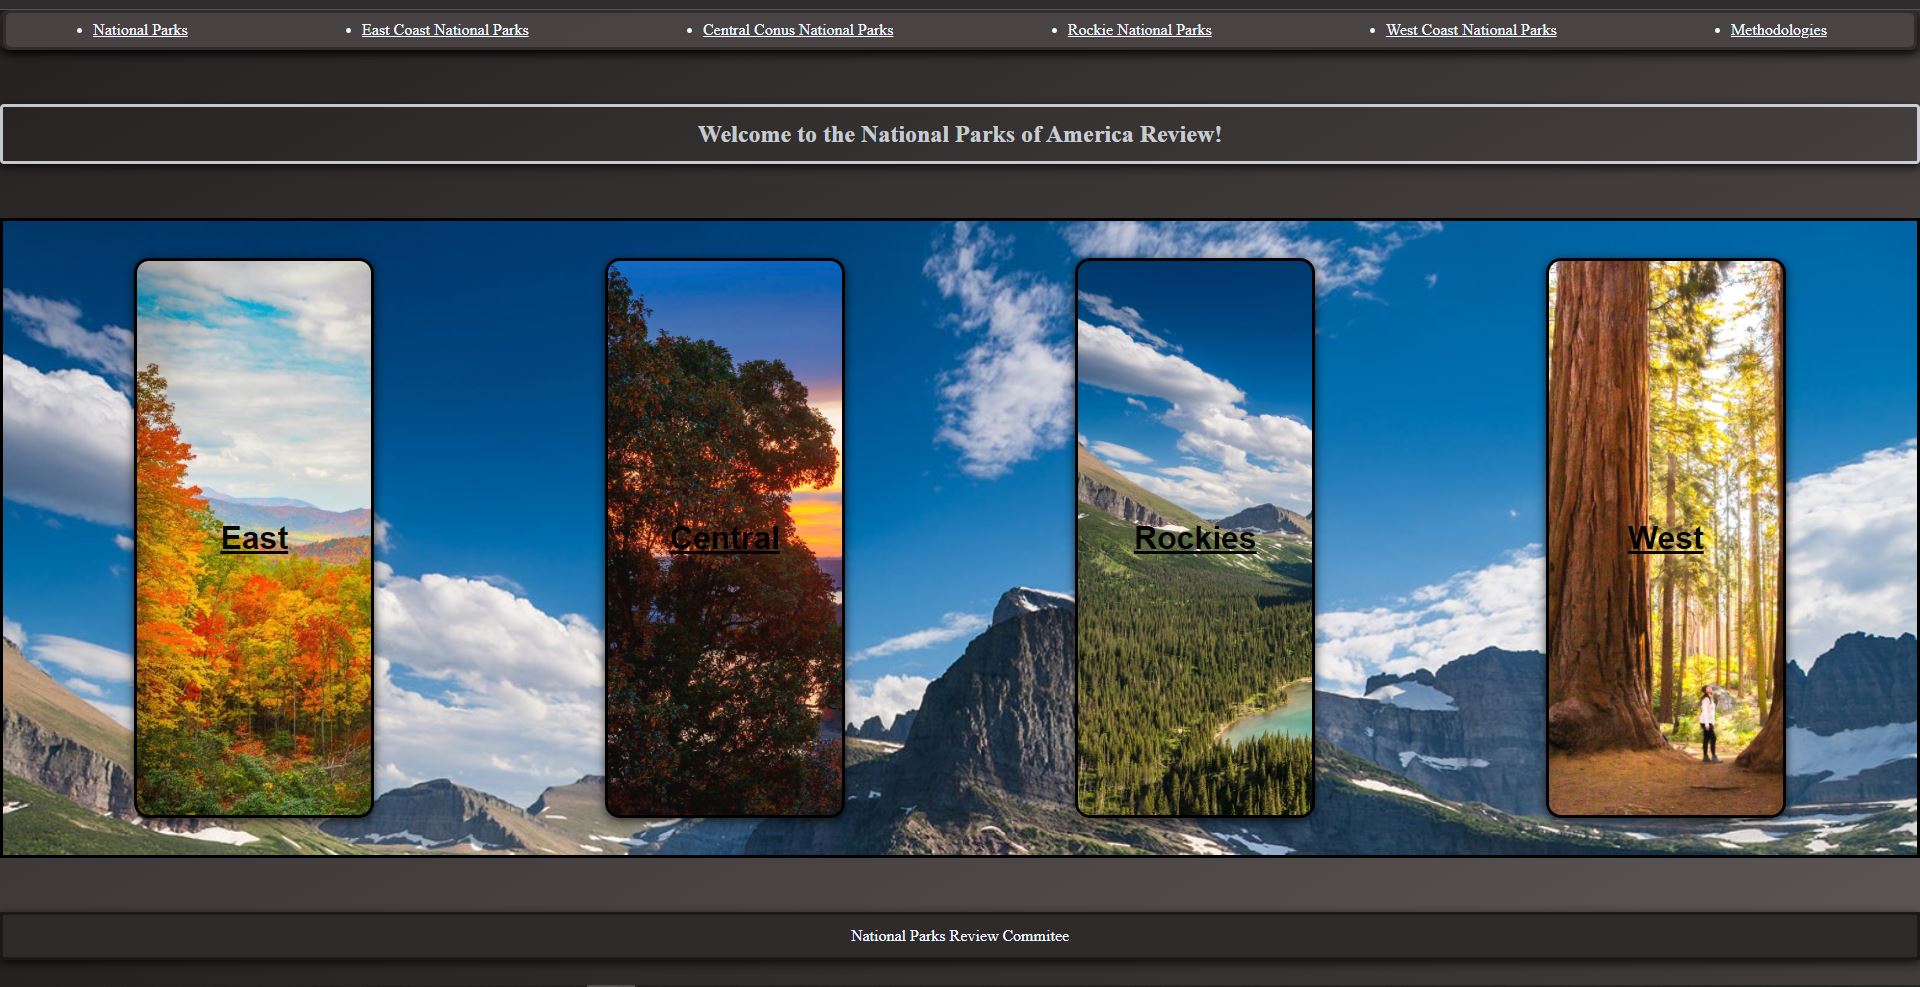 National Parks
East Coast National Parks
Central Conus National Parks
Rockie National Parks
West Coast National Parks
Methodologies
Welcome to the National Parks of America Review!
East
Central
Rockies
West
National Parks Review Commitee